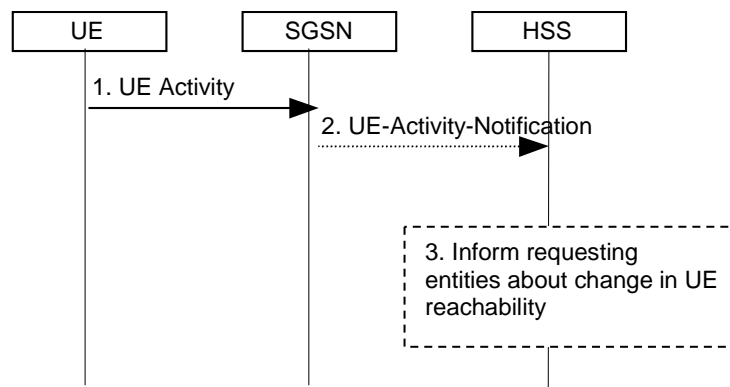 UE
SGSN
HSS
1. UE Activity
2. UE-Activity-Notification
3. Inform requesting
entities about change in UE
reachability